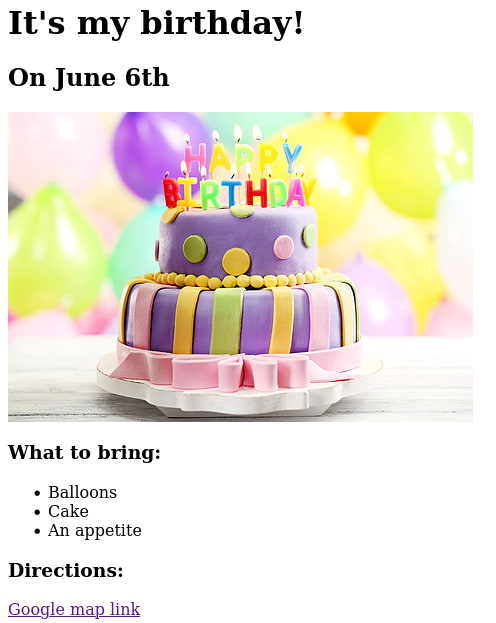 It's my birthday!
On June 6th
HAPPY
BIRTHDAY
What to bring:
• Balloons
• Cake
• An appetite
Directions:
Google map link